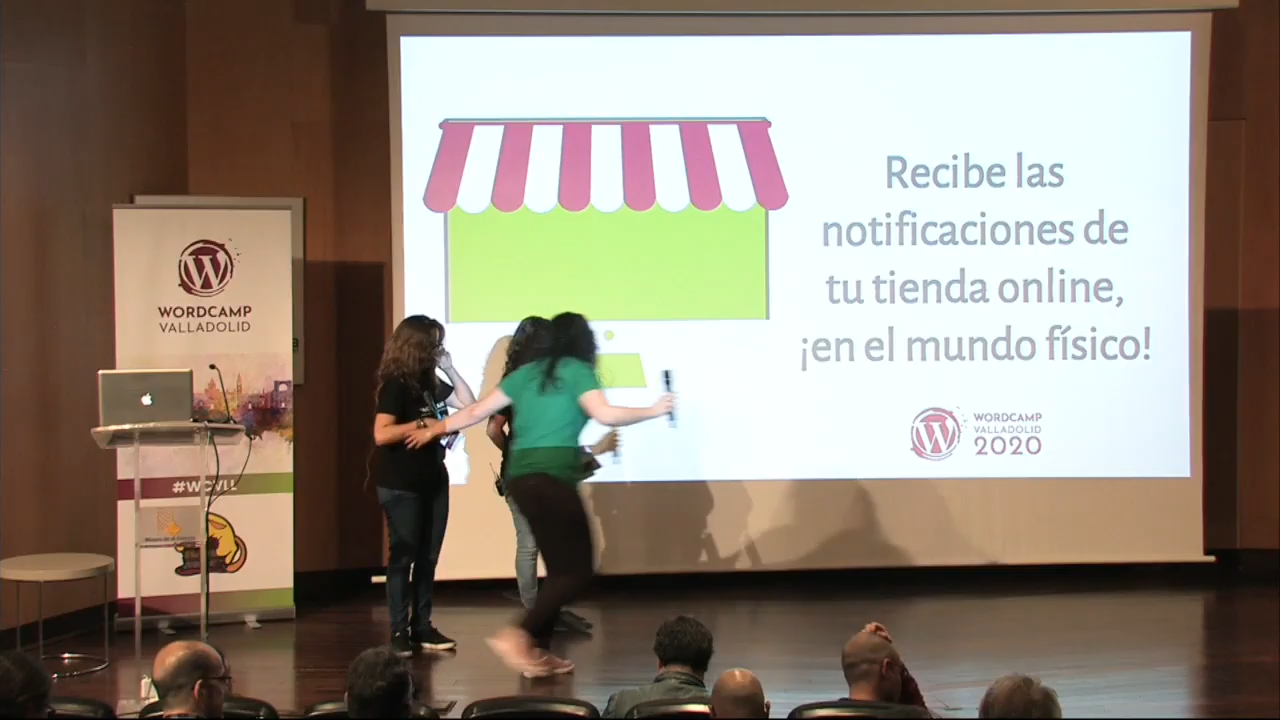 Recibe las
notificaciones de
tu tienda online,
¡en el mundo físico!
WORDCAMP
VALLADOLID
2020
WORDCAMP
VALLADOLID
#WCVLL